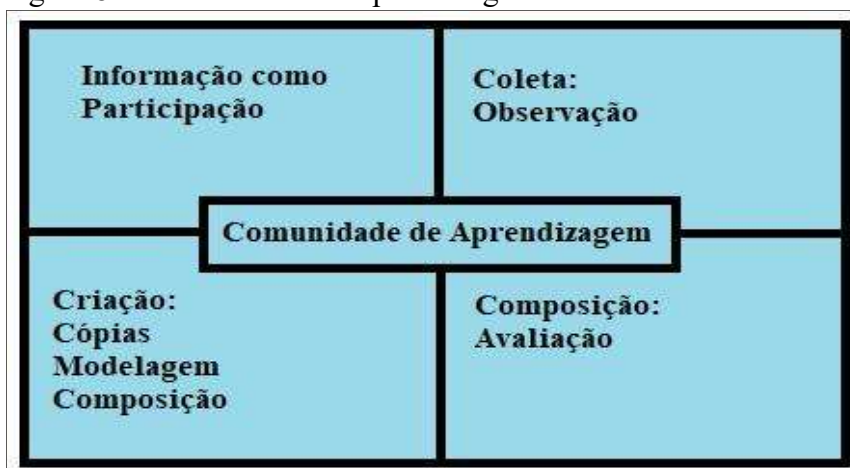 Informação como
Participação
Coleta:
Observação
Comunidade de Aprendizagem
Criação:
Cópias
Modelagem
Composição
Composição:
Avaliação